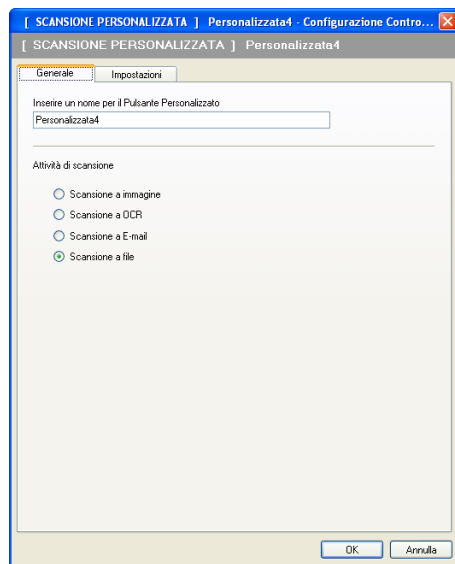 [ SCANSIONE PERSONALIZZATA ] Personalizzata4 - Configurazione Contro...
[ SCANSIONE PERSONALIZZATA ] Personalizzata4
Generale Impostazioni
Inserire un nome per il Pulsante Personalizzato
Personalizzata4
Attività di scansione
Scansione a immagine
Scansione a OCR
Scansione a E-mail
Scansione a file
OK Annulla